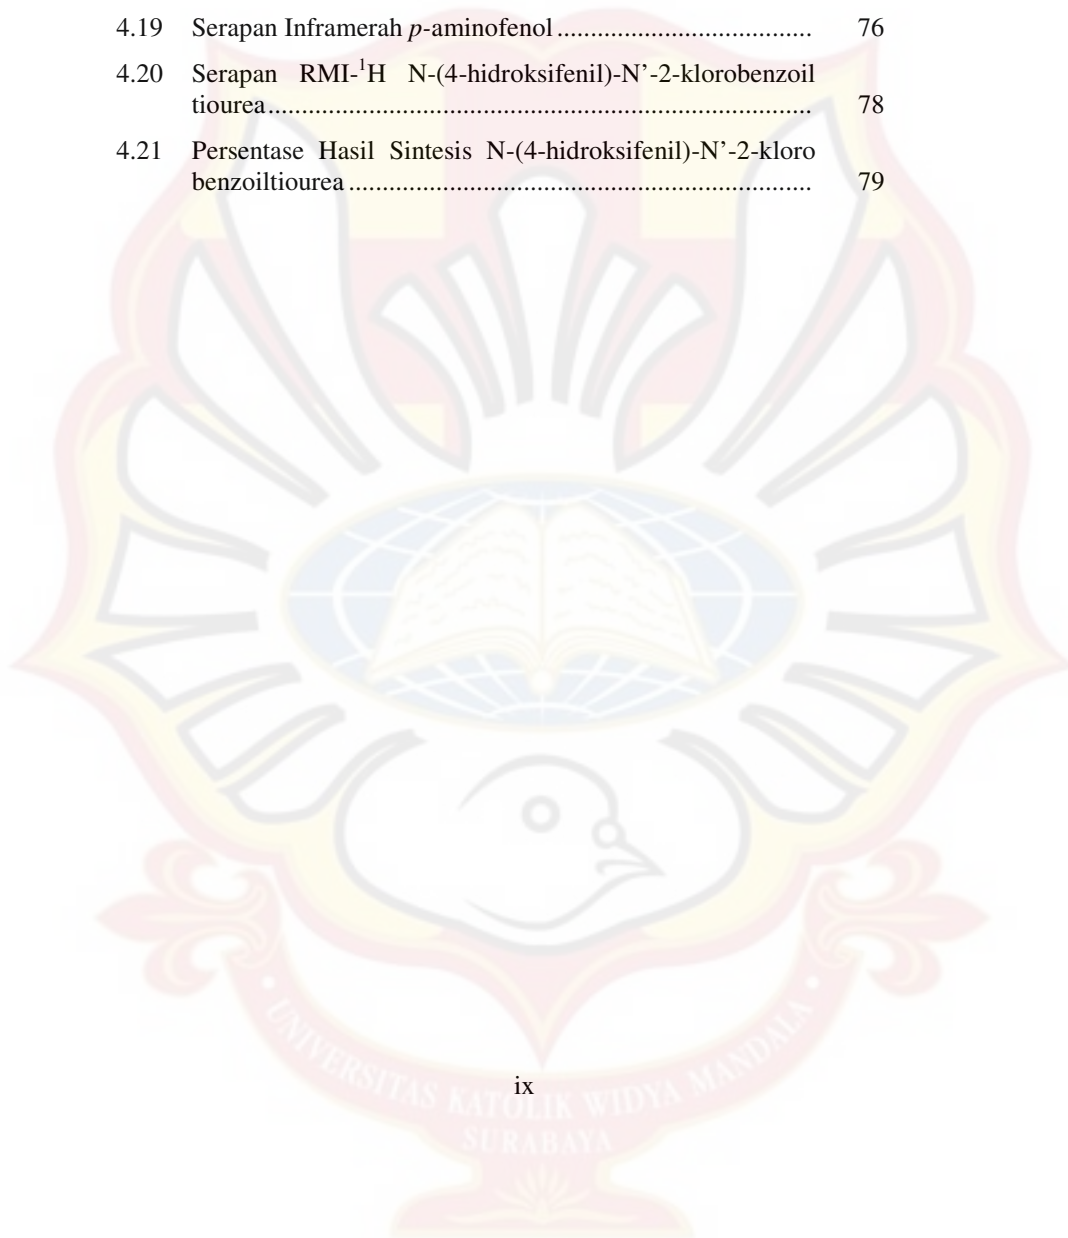 4.19 Serapan Inframerah p-aminofenol ...................................... 76
4.20 Serapan RMI-¹H N-(4-hidroksifenil)-N’-2-klorobenzoil
tiourea................................................................................. 78
4.21 Persentase Hasil Sintesis N-(4-hidroksifenil)-N’-2-kloro
benzoiltiourea ..................................................................... 79
ix
UNIVERSITAS KATOLIK WIDYA MANDALA
SURABAYA